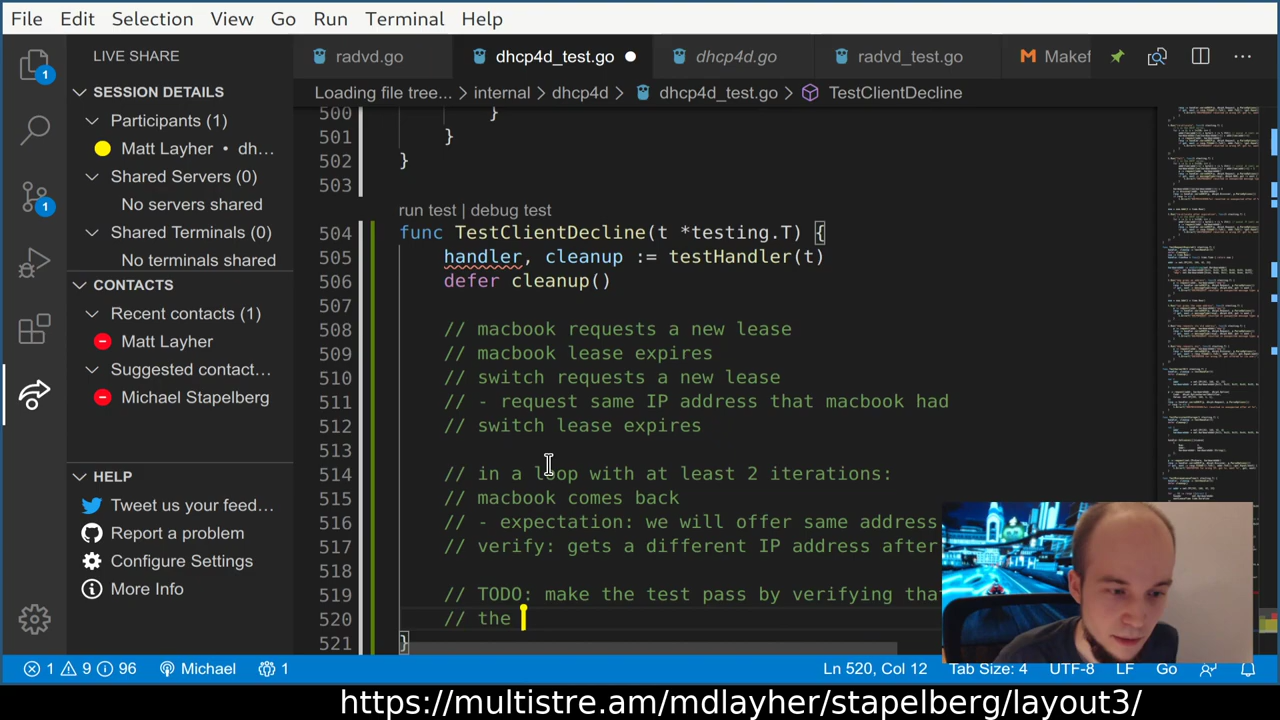 File Edit Selection View Go Run Terminal Help
LIVE SHARE
radvd.go
dhcp4d_test.go
dhcp4d.go
radvd_test.go
Makef
1
SESSION DETAILS
Loading file tree... > internal > dhcp4d > dhcp4d_test.go > TestClientDecline
Participants (1)
Matt Layher • dh...
Shared Servers (0)
No servers shared
Shared Terminals (0)
No terminals shared
CONTACTS
Recent contacts (1)
Matt Layher
Suggested contact...
Michael Stapelberg
HELP
Tweet us your feed...
Report a problem
Configure Settings
More Info
1
500 }
501 }
502 }
503
run test | debug test
504 func TestClientDecline(t *testing.T) {
505 handler, cleanup := testHandler(t)
506 defer cleanup()
507
508 // macbook requests a new lease
509 // macbook lease expires
510 // switch requests a new lease
511 // - request same IP address that macbook had
512 // switch lease expires
513
514 // in a loop with at least 2 iterations:
515 // macbook comes back
516 // - expectation: we will offer same address
517 // verify: gets a different IP address after
518
519 // TODO: make the test pass by verifying tha
520 // the
521 }
1 9 96 Michael 1
Ln 520, Col 12 Tab Size: 4 UTF-8 LF Go
https://multistre.am/mdlayher/stapelberg/layout3/